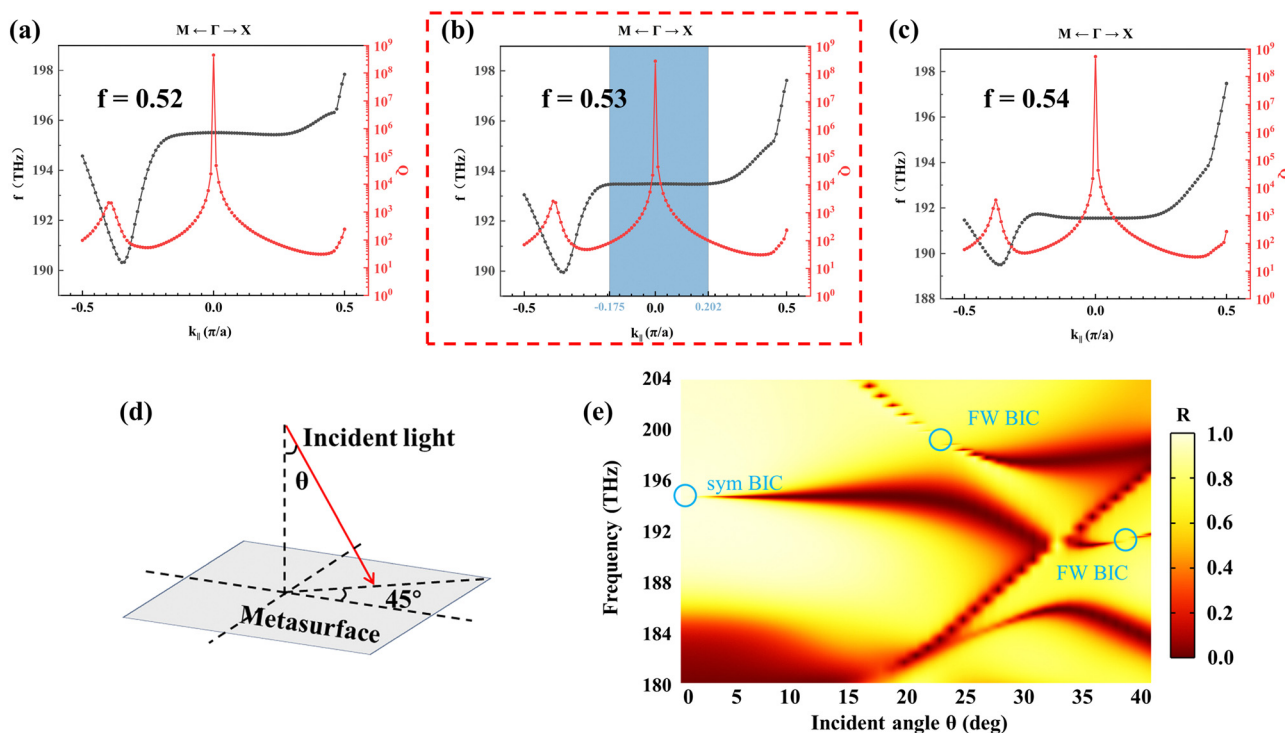 (a)
M ← Γ → X
f = 0.52
198
196
195
193
192
191
190
f (THz)
-0.5
0.0
0.5
k∥ (π/a)
10⁹
10⁸
10⁷
10⁶
10⁵
10⁴
10³
10²
10¹
10⁰
Q
(b)
M ← Γ → X
f = 0.53
198
196
195
193
192
191
190
f (THz)
-0.5
-0.175
0.0
0.202
0.5
k∥ (π/a)
10⁹
10⁸
10⁷
10⁶
10⁵
10⁴
10³
10²
10¹
10⁰
Q
(c)
M ← Γ → X
f = 0.54
198
196
194
192
190
188
f (THz)
-0.5
0.0
0.5
k∥ (π/a)
10⁹
10⁸
10⁷
10⁶
10⁵
10⁴
10³
10²
10¹
10⁰
Q
(d)
Incident light
θ
45°
Metasurface
(e)
204
200
196
192
188
184
180
Frequency (THz)
FW BIC
sym BIC
FW BIC
0
5
10
15
20
25
30
35
40
Incident angle θ (deg)
R
1.0
0.8
0.6
0.4
0.2
0.0